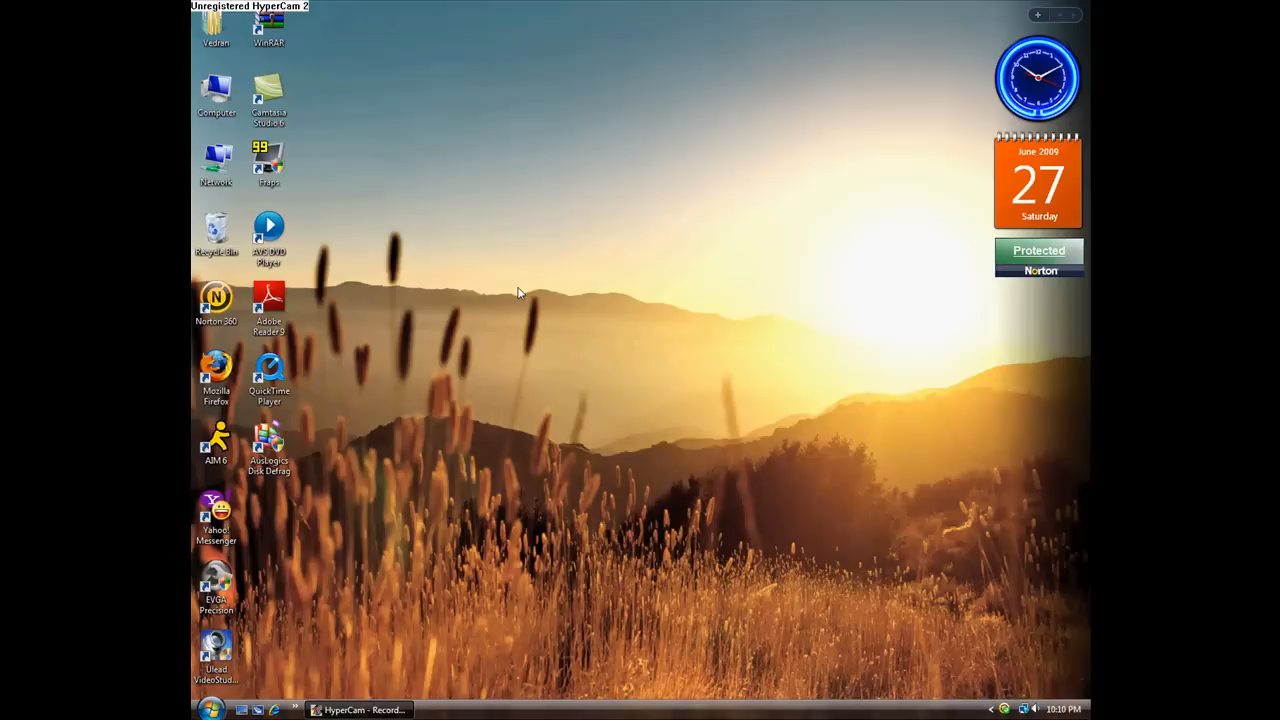 Unregistered HyperCam 2
Vedran
WinRAR
Computer
Camtasia
Studio 6
99
Network
Fraps
Recycle Bin
AVS DVD
Player
Norton 360
Adobe
Reader 9
Mozilla
Firefox
QuickTime
Player
AIM 6
AusLogics
Disk Defrag
Yahoo!
Messenger
EVGA
Precision
Ulead
VideoStud...
June 2009
27
Saturday
Protected
Norton
HyperCam - Record...
10:10 PM